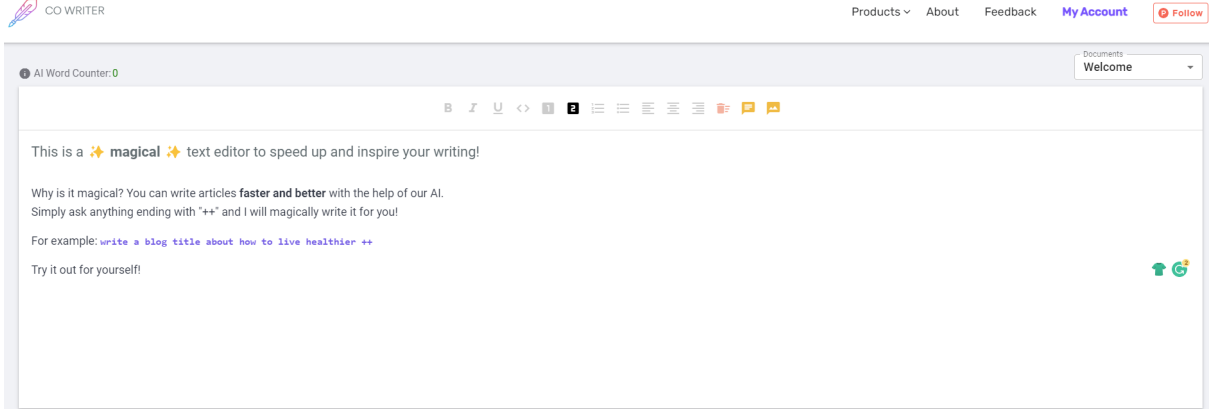 CO WRITER
Products
About
Feedback
My Account
Follow
AI Word Counter: 0
Documents
Welcome
This is a ✨ magical ✨ text editor to speed up and inspire your writing!
Why is it magical? You can write articles faster and better with the help of our AI.
Simply ask anything ending with "++" and I will magically write it for you!
For example: write a blog title about how to live healthier ++
Try it out for yourself!
2